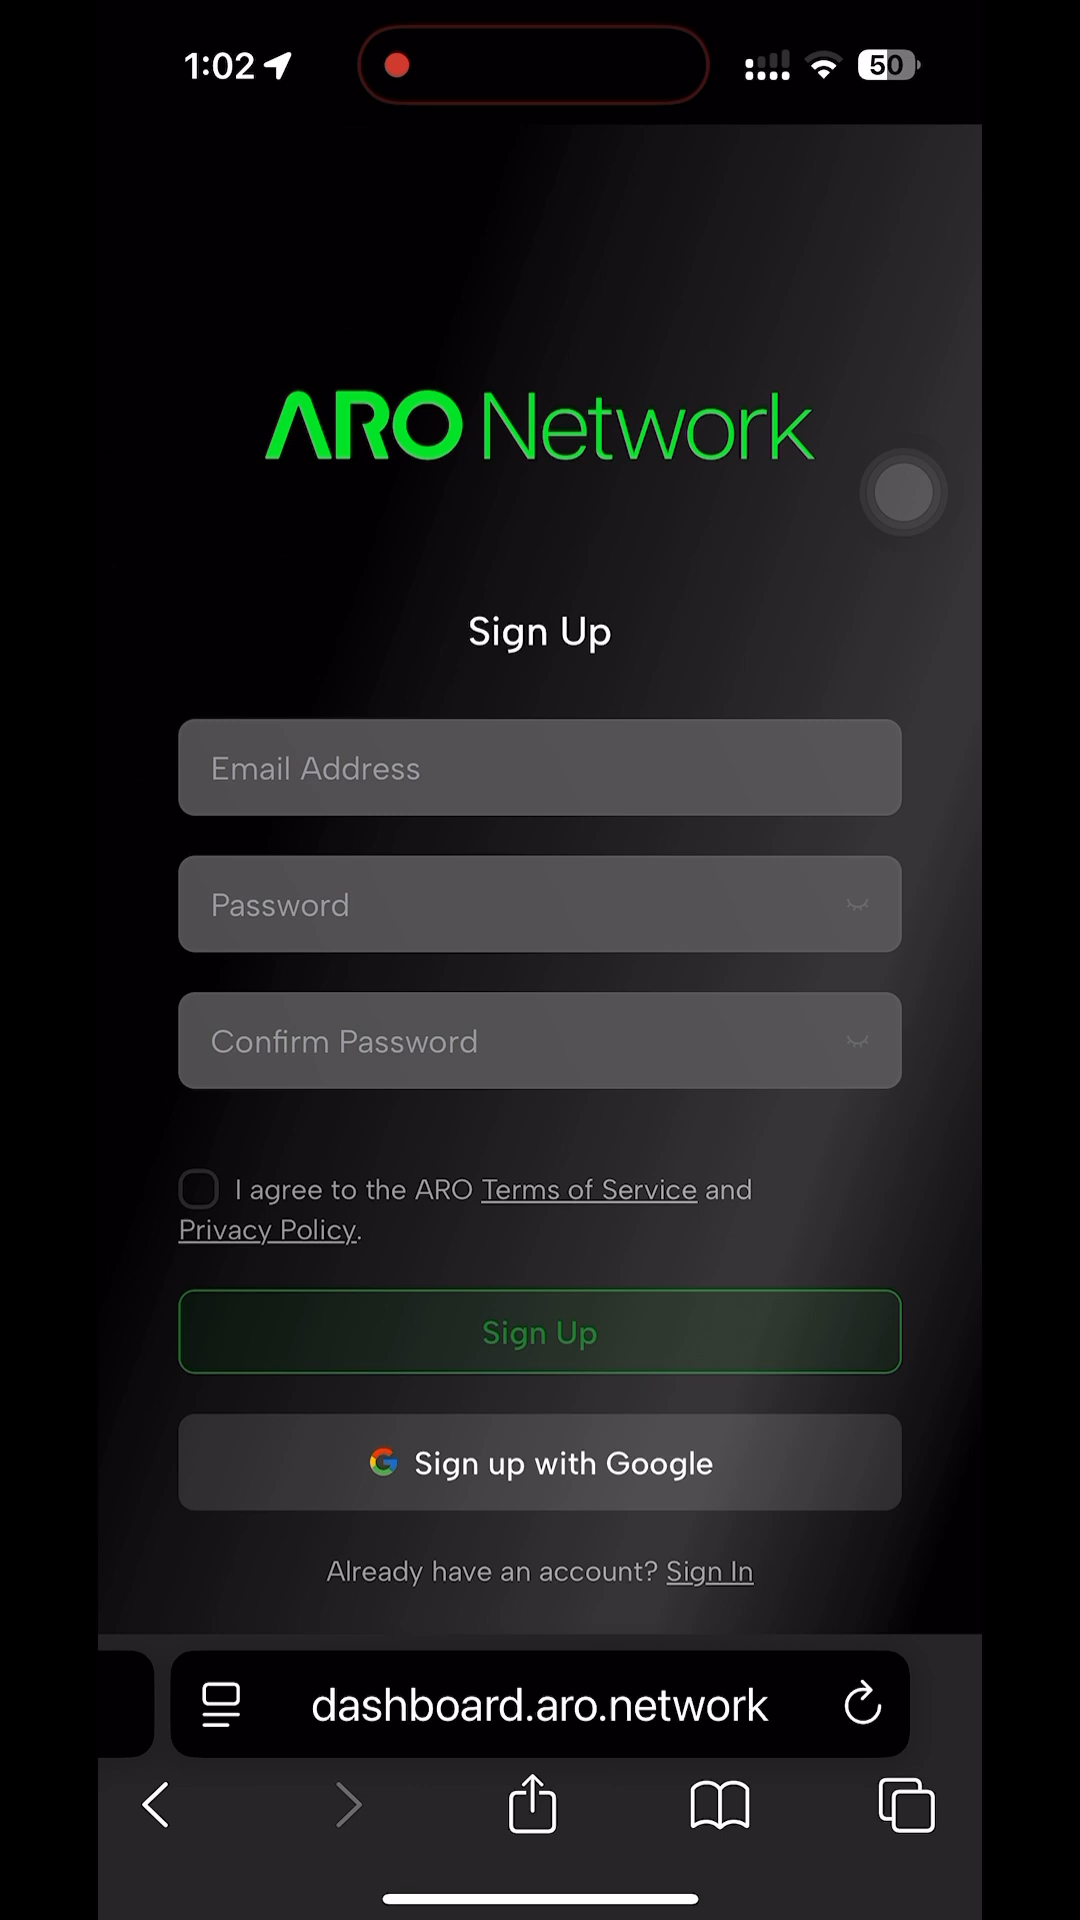 1:02
50
ARO Network
Sign Up
Email Address
Password
Confirm Password
I agree to the ARO Terms of Service and
Privacy Policy.
Sign Up
Sign up with Google
Already have an account? Sign In
dashboard.aro.network